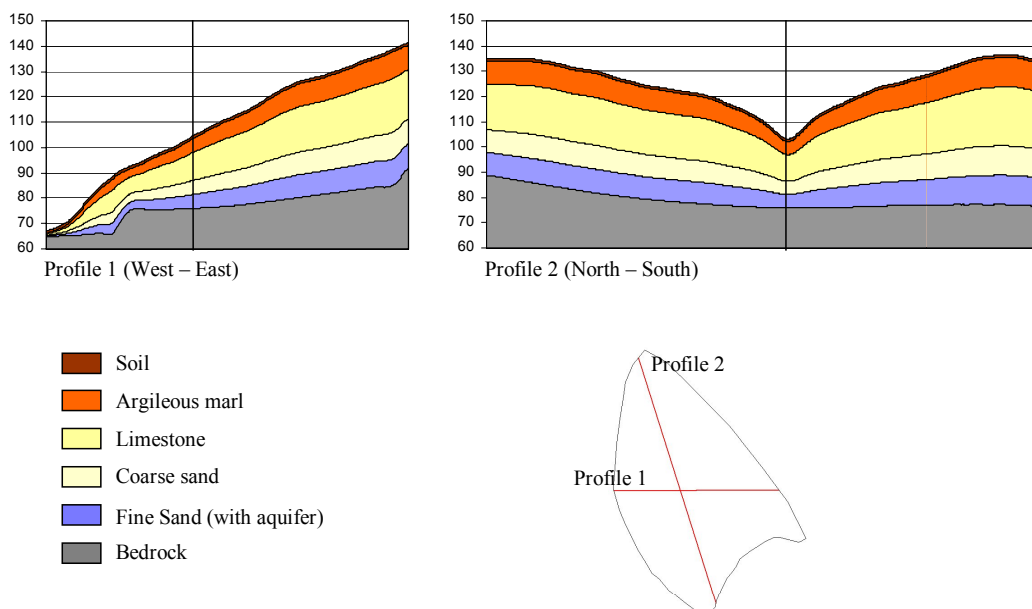 150
140
130
120
110
100
90
80
70
60
Profile 1 (West – East)
150
140
130
120
110
100
90
80
70
60
Profile 2 (North – South)
Soil
Argileous marl
Limestone
Coarse sand
Fine Sand (with aquifer)
Bedrock
Profile 2
Profile 1